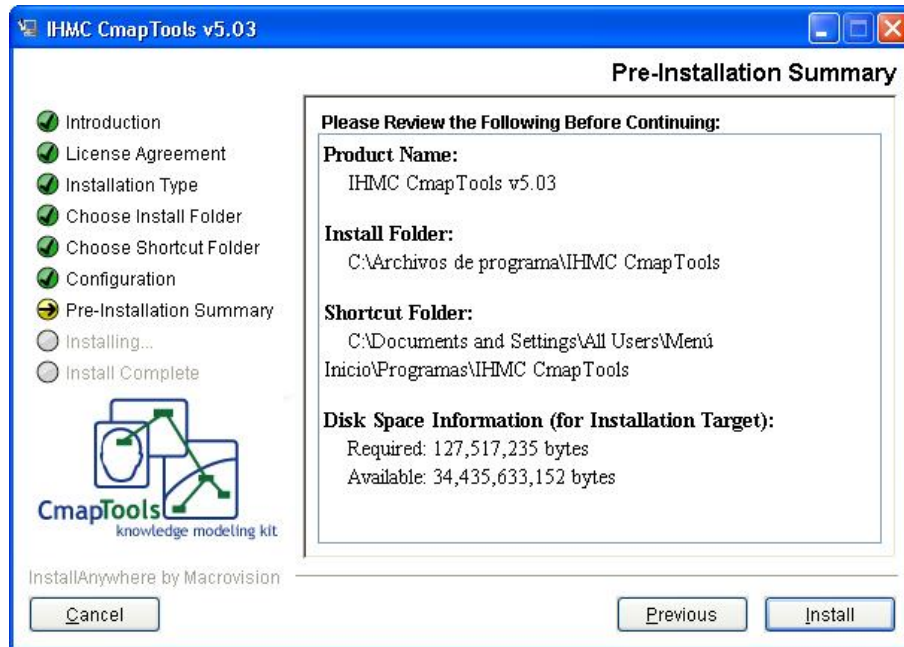 IHMC CmapTools v5.03
Pre-Installation Summary
Introduction
License Agreement
Installation Type
Choose Install Folder
Choose Shortcut Folder
Configuration
Pre-Installation Summary
Installing...
Install Complete
CmapTools
knowledge modeling kit
Please Review the Following Before Continuing:
Product Name:
IHMC CmapTools v5.03
Install Folder:
C:\Archivos de programa\IHMC CmapTools
Shortcut Folder:
C:\Documents and Settings\All Users\Menú
Inicio\Programas\IHMC CmapTools
Disk Space Information (for Installation Target):
Required: 127,517,235 bytes
Available: 34,435,633,152 bytes
InstallAnywhere by Macrovision
Cancel
Previous
Install